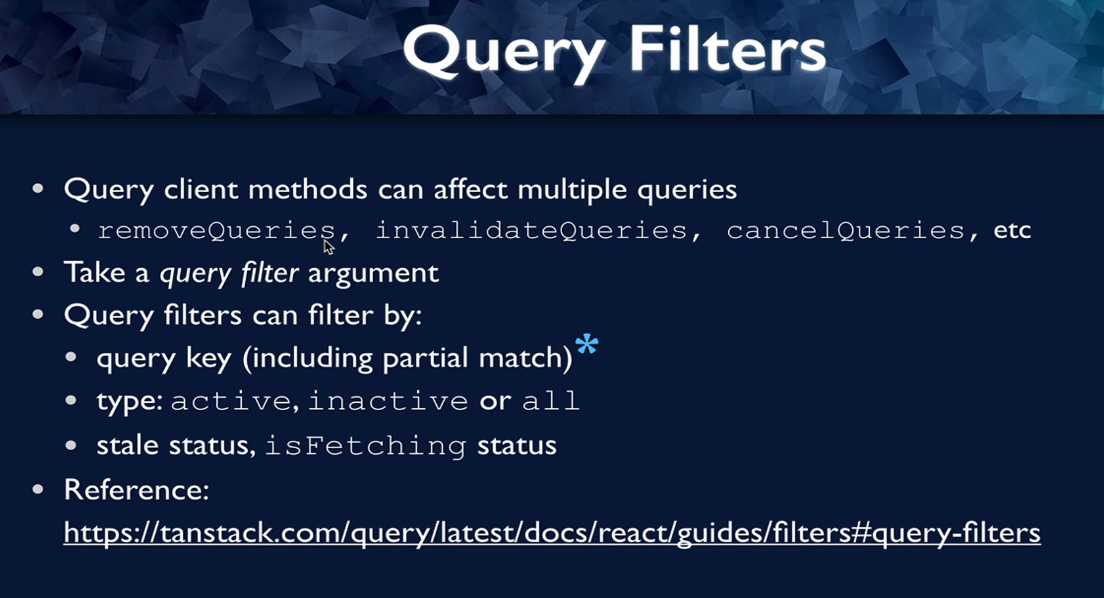 Query Filters
• Query client methods can affect multiple queries
• removeQueries, invalidateQueries, cancelQueries, etc
• Take a query filter argument
• Query filters can filter by:
• query key (including partial match)*
• type: active, inactive or all
• stale status, isFetching status
• Reference:
https://tanstack.com/query/latest/docs/react/guides/filters#query-filters